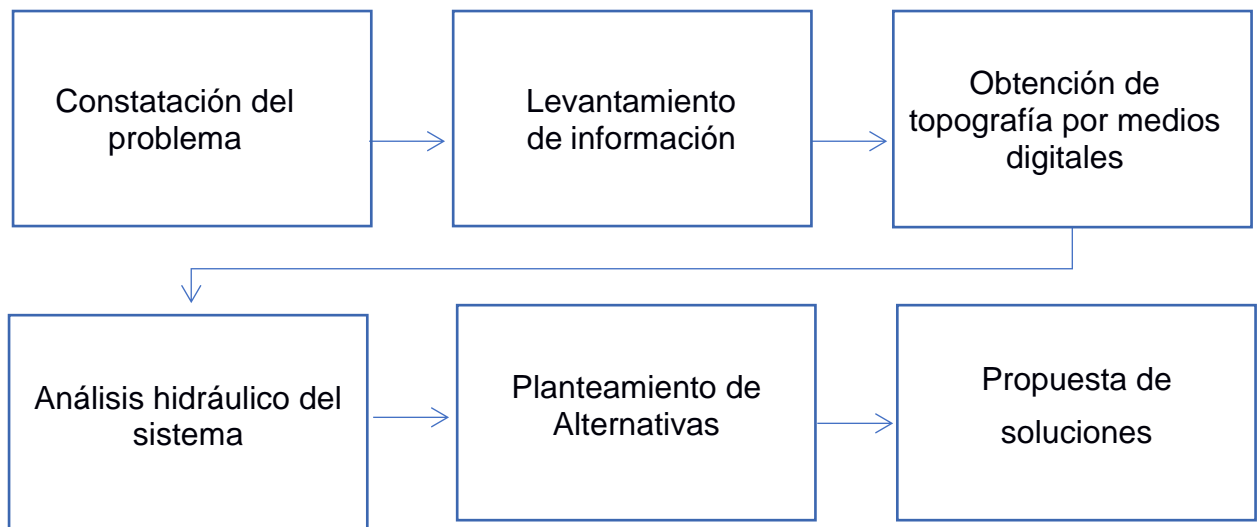 Constatación del
problema
Levantamiento
de información
Obtención de
topografía por medios
digitales
Análisis hidráulico del
sistema
Planteamiento de
Alternativas
Propuesta de
soluciones